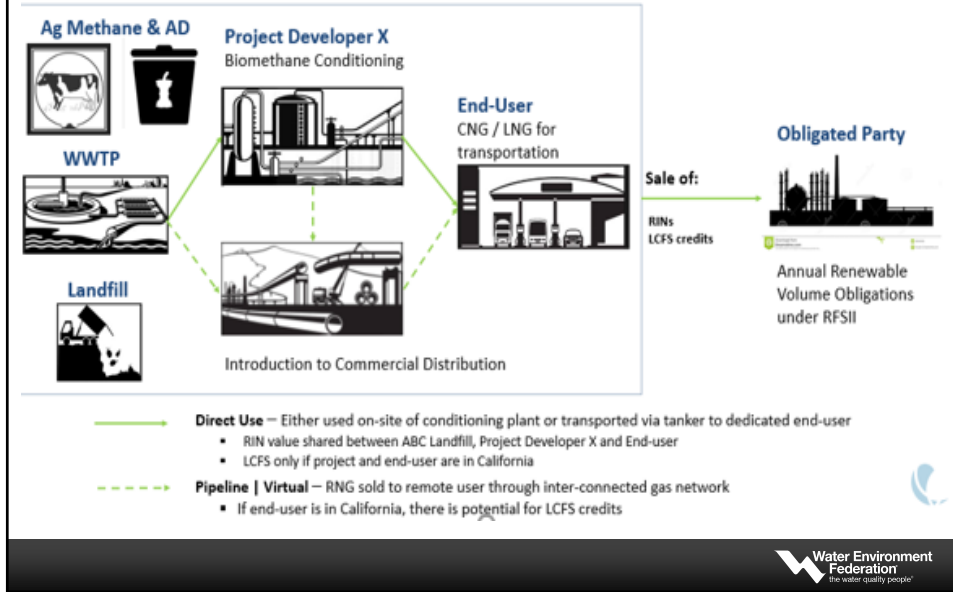 Ag Methane & AD
Project Developer X
Biomethane Conditioning
WWTP
Landfill
Introduction to Commercial Distribution
End-User
CNG / LNG for
transportation
Sale of:
RINs
LCFS credits
Obligated Party
Annual Renewable
Volume Obligations
under RFSII
Direct Use – Either used on-site of conditioning plant or transported via tanker to dedicated end-user
▪ RIN value shared between ABC Landfill, Project Developer X and End-user
▪ LCFS only if project and end-user are in California
Pipeline | Virtual – RNG sold to remote user through inter-connected gas network
▪ If end-user is in California, there is potential for LCFS credits
Water Environment
Federation
the water quality people®